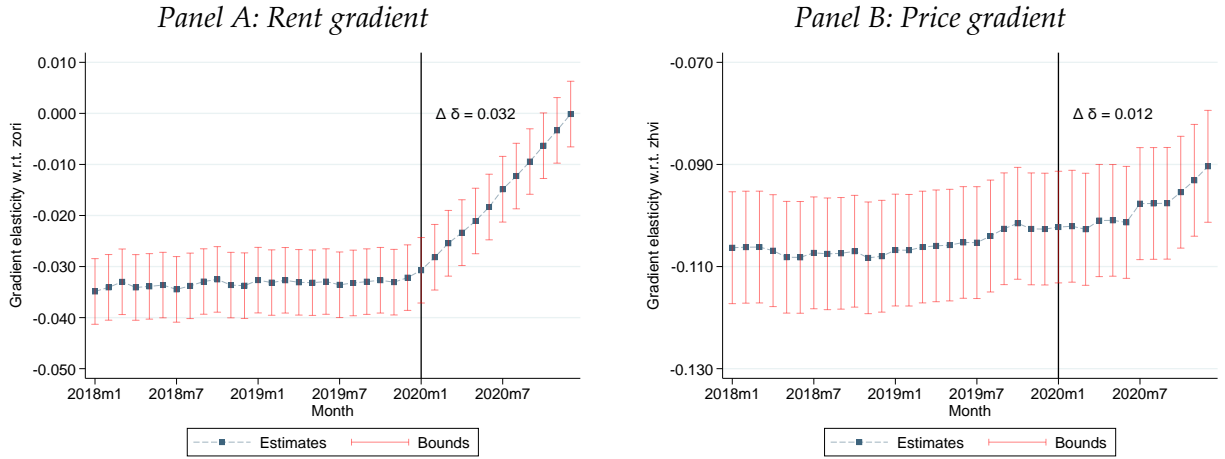 Panel A: Rent gradient
Gradient elasticity w.r.t. zori
0.010
0.000
-0.010
-0.020
-0.030
-0.040
-0.050
Δ δ = 0.032
2018m1 2018m7 2019m1 2019m7 2020m1 2020m7
Month
Estimates Bounds
Panel B: Price gradient
Gradient elasticity w.r.t. zhvi
-0.070
-0.090
-0.110
-0.130
Δ δ = 0.012
2018m1 2018m7 2019m1 2019m7 2020m1 2020m7
Month
Estimates Bounds